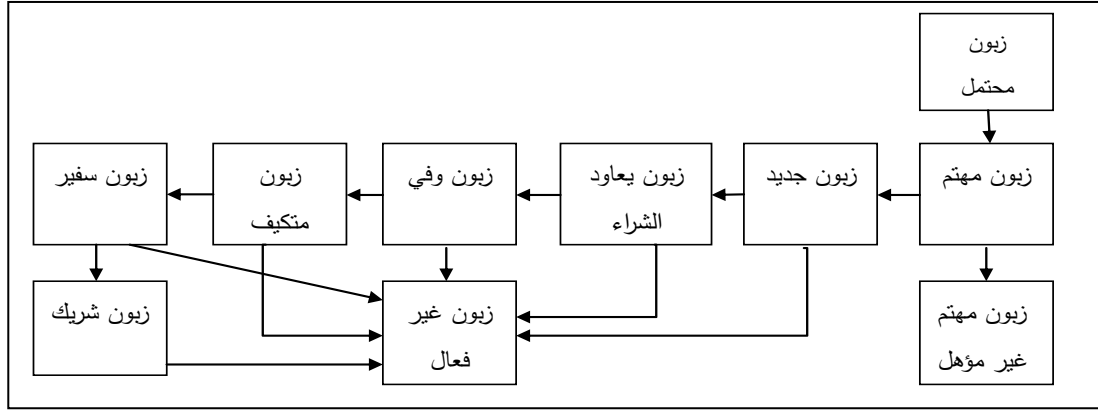 زبون
محتمل
زبون مهتم
زبون جديد
زبون يعاود
الشراء
زبون وفي
زبون
متكيف
زبون سفير
زبون مهتم
غير مؤهل
زبون غير
فعال
زبون شريك